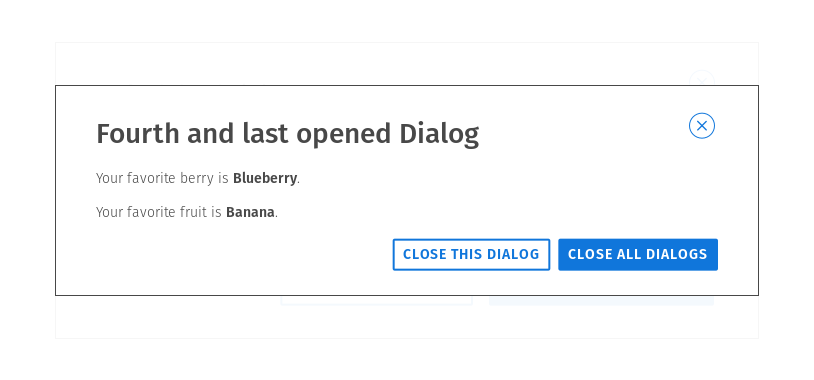 Fourth and last opened Dialog
Your favorite berry is Blueberry.
Your favorite fruit is Banana.
CLOSE THIS DIALOG CLOSE ALL DIALOGS